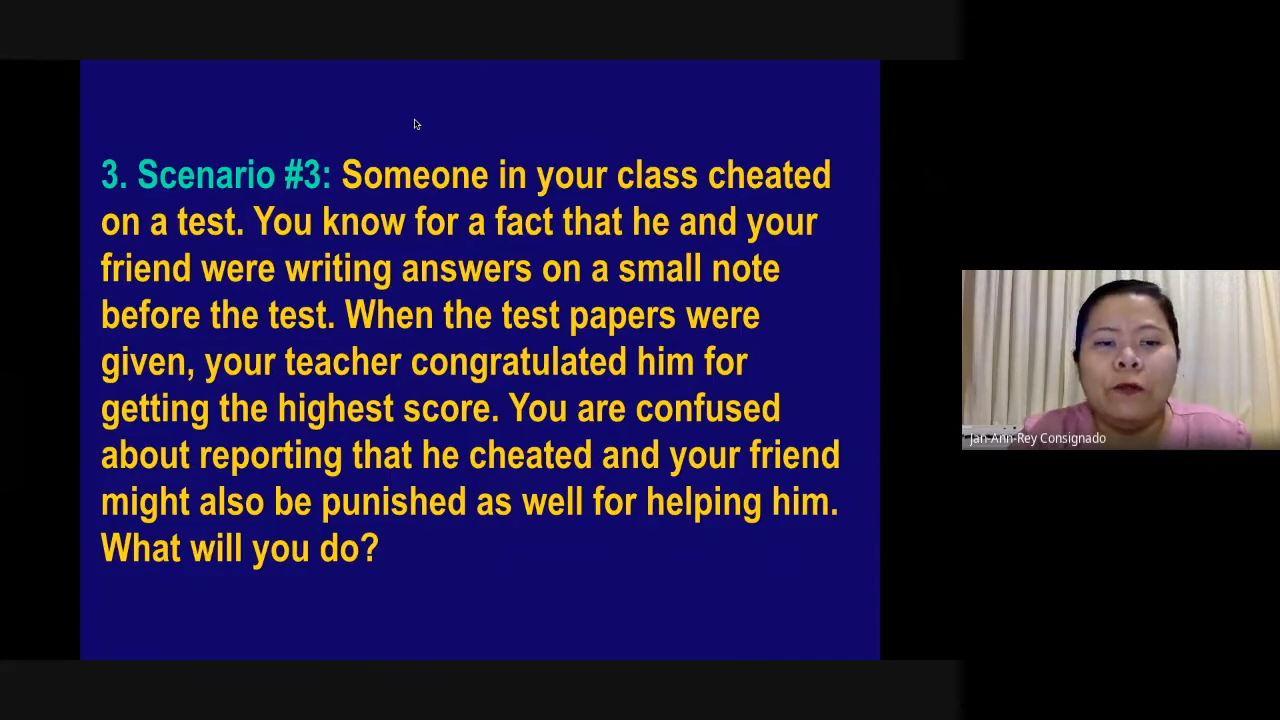 3. Scenario #3: Someone in your class cheated
on a test. You know for a fact that he and your
friend were writing answers on a small note
before the test. When the test papers were
given, your teacher congratulated him for
getting the highest score. You are confused
about reporting that he cheated and your friend
might also be punished as well for helping him.
What will you do?
Jan-Ann-Rey Consignado